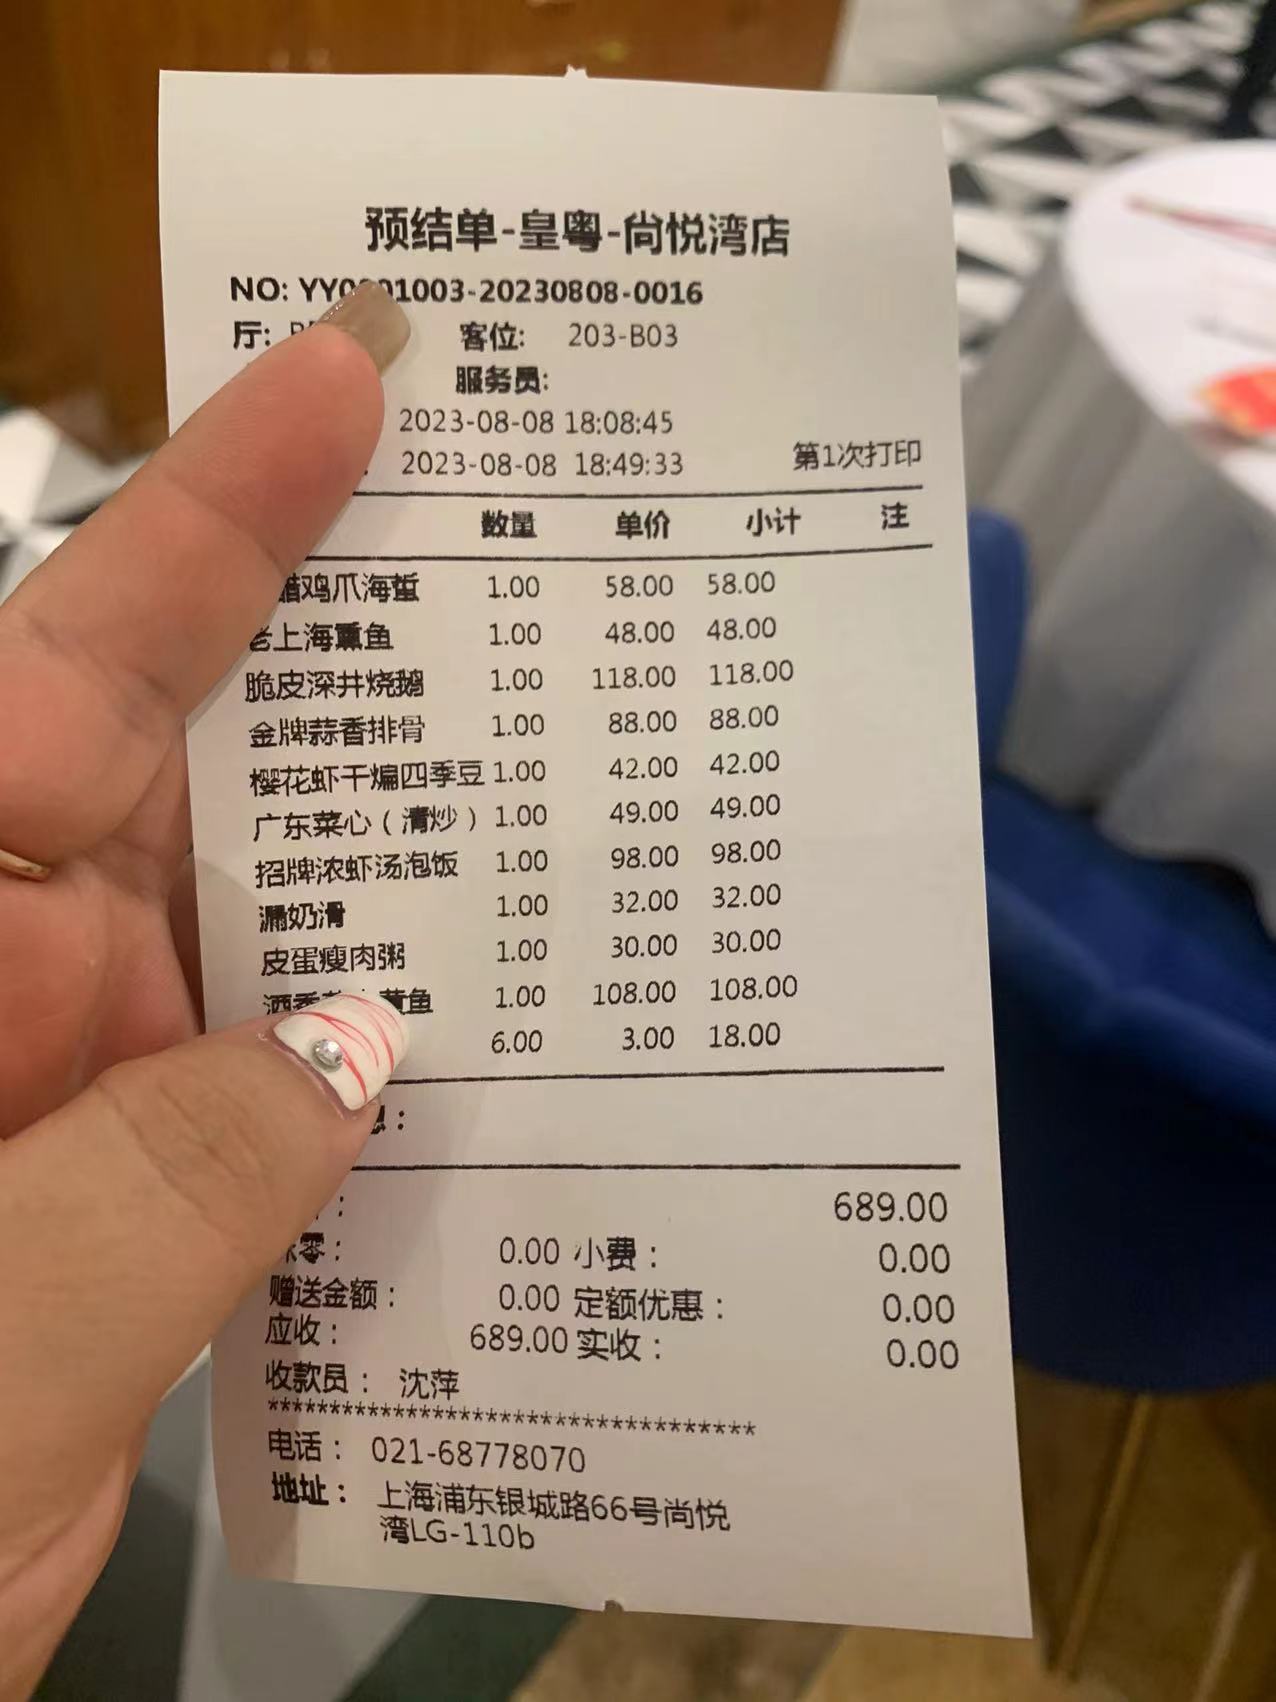 预结单-皇粤-尚悦湾店
NO: 1003-20230808-0016
厅: 客位: 203-B03
服务员:
2023-08-08 18:08:45
2023-08-08 18:49:33 第1次打印
数量 单价 小计 注
鸡爪海蜇 1.00 58.00 58.00
老上海熏鱼 1.00 48.00 48.00
脆皮深井烧鹅 1.00 118.00 118.00
金牌蒜香排骨 1.00 88.00 88.00
樱花虾干煸四季豆 1.00 42.00 42.00
广东菜心（清炒） 1.00 49.00 49.00
招牌浓虾汤泡饭 1.00 98.00 98.00
漏奶滑 1.00 32.00 32.00
皮蛋瘦肉粥 1.00 30.00 30.00
黄鱼 1.00 108.00 108.00
6.00 3.00 18.00
：
： 689.00
零： 0.00 小费： 0.00
赠送金额： 0.00 定额优惠： 0.00
应收： 689.00 实收： 0.00
收款员： 沈萍
************************************
电话： 021-68778070
地址： 上海浦东银城路66号尚悦
湾LG-110b